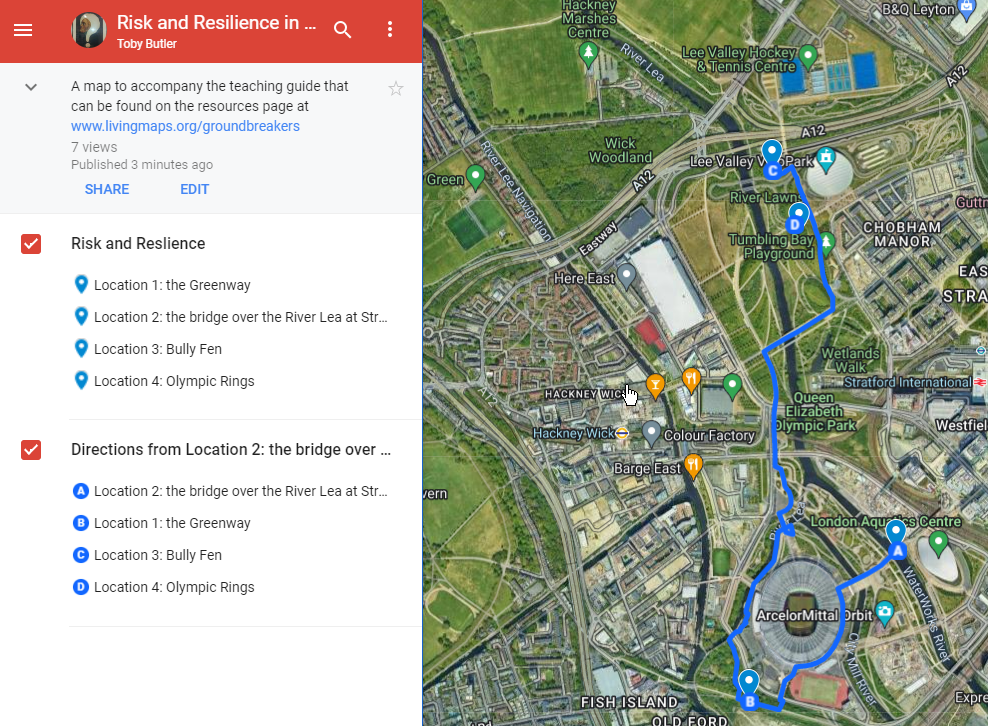 Risk and Resilience in ...
Toby Butler
A map to accompany the teaching guide that
can be found on the resources page at
www.livingmaps.org/groundbreakers
7 views
Published 3 minutes ago
SHARE
EDIT
Risk and Reslience
Location 1: the Greenway
Location 2: the bridge over the River Lea at Str...
Location 3: Bully Fen
Location 4: Olympic Rings
Directions from Location 2: the bridge over ...
A Location 2: the bridge over the River Lea at Str...
B Location 1: the Greenway
C Location 3: Bully Fen
D Location 4: Olympic Rings
Hackney
Marshes
Centre
B&Q Leyton
River Lea
Lee Valley Hockey
& Tennis Centre
A12
A12
Wick
Woodland
Lee Valley
Park
C
River Lee Navigation
Green
A12
River Lawn
D
Eastway
Tumbling Bay
Playground
CHOBHAM
MANOR
Here East
EAS
STRA
Wetlands
Walk
Stratford International
A12
HACKNEY WIC
Queen
Elizabeth
Olympic Park
Westfiel
Hackney Wick
Colour Factory
Barge East
vern
London Aquatics Centre
A
WaterWorks River
ArcelorMittal Orbit
City Mill River
B
FISH ISLAND
OLD FORD
Expre